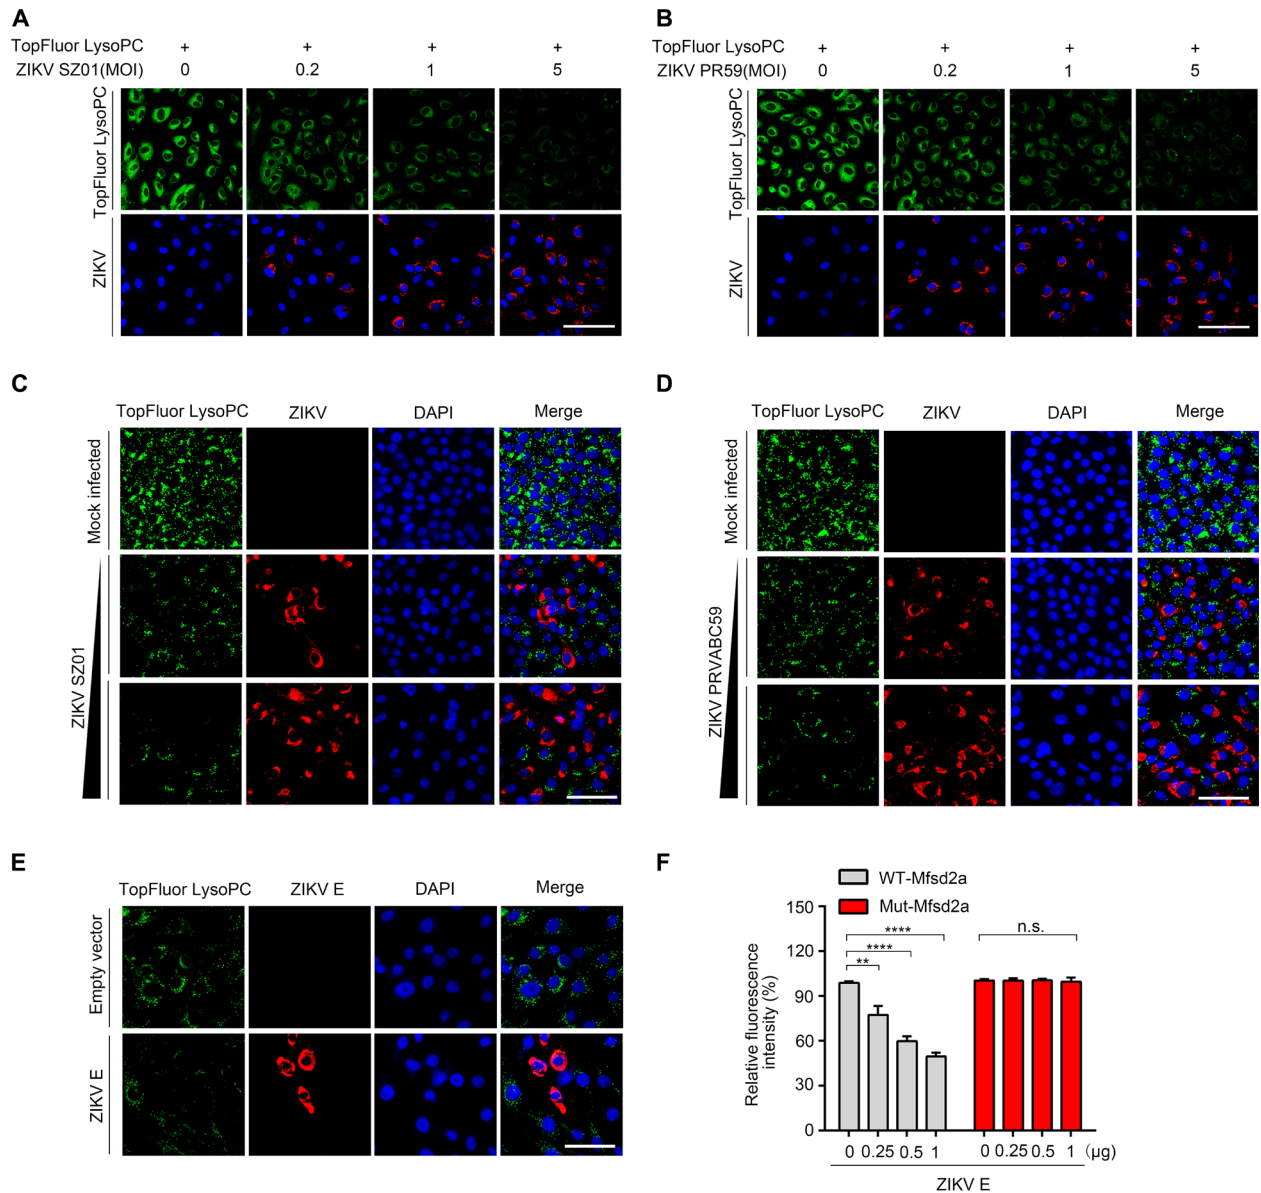 A
TopFluor LysoPC + + + +
ZIKV SZ01(MOI) 0 0.2 1 5
TopFluor LysoPC
ZIKV
B
TopFluor LysoPC + + + +
ZIKV PR59(MOI) 0 0.2 1 5
TopFluor LysoPC
ZIKV
C
TopFluor LysoPC ZIKV DAPI Merge
Mock infected
ZIKV SZ01
D
TopFluor LysoPC ZIKV DAPI Merge
Mock infected
ZIKV PRVABC59
E
TopFluor LysoPC ZIKV E DAPI Merge
Empty vector
ZIKV E
F
WT-Mfsd2a
Mut-Mfsd2a
Relative fluorescence
intensity (%)
150
120
90
60
30
0
****
****
**
n.s.
0 0.25 0.5 1 0 0.25 0.5 1 (μg)
ZIKV E